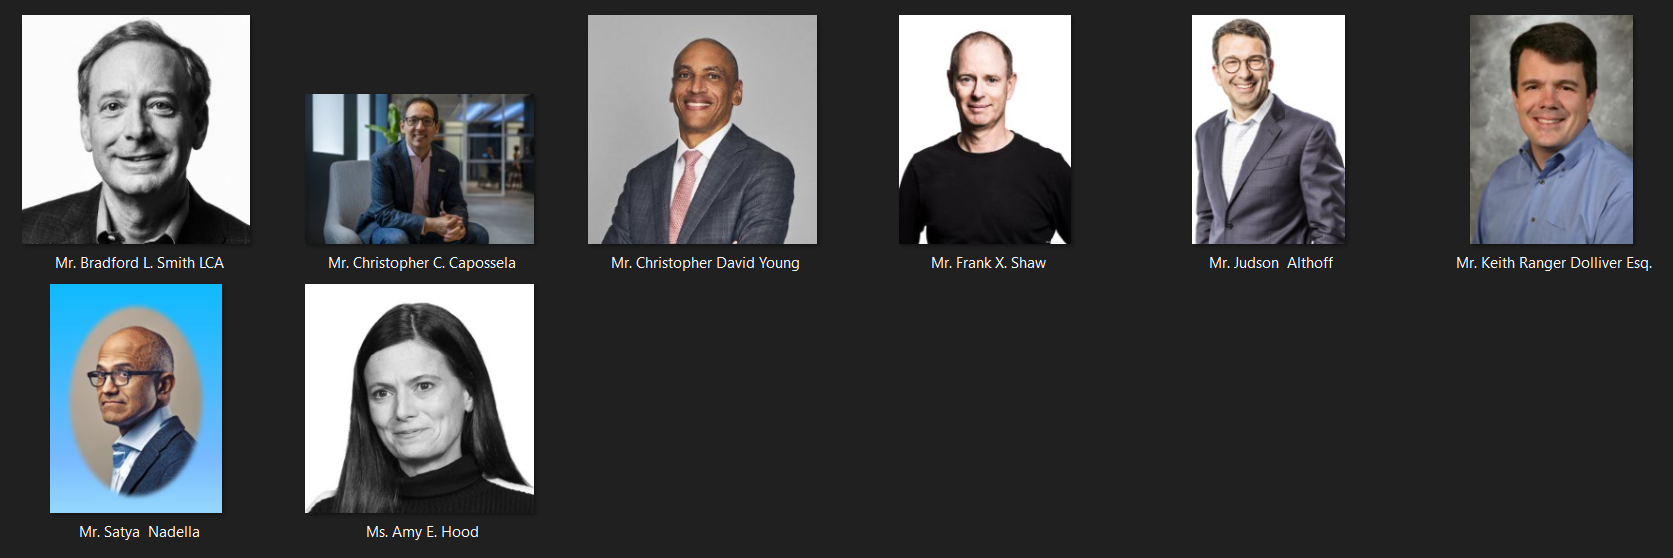 Mr. Bradford L. Smith LCA
Mr. Christopher C. Capossela
Mr. Christopher David Young
Mr. Frank X. Shaw
Mr. Judson  Althoff
Mr. Keith Ranger Dolliver Esq.
Mr. Satya  Nadella
Ms. Amy E. Hood